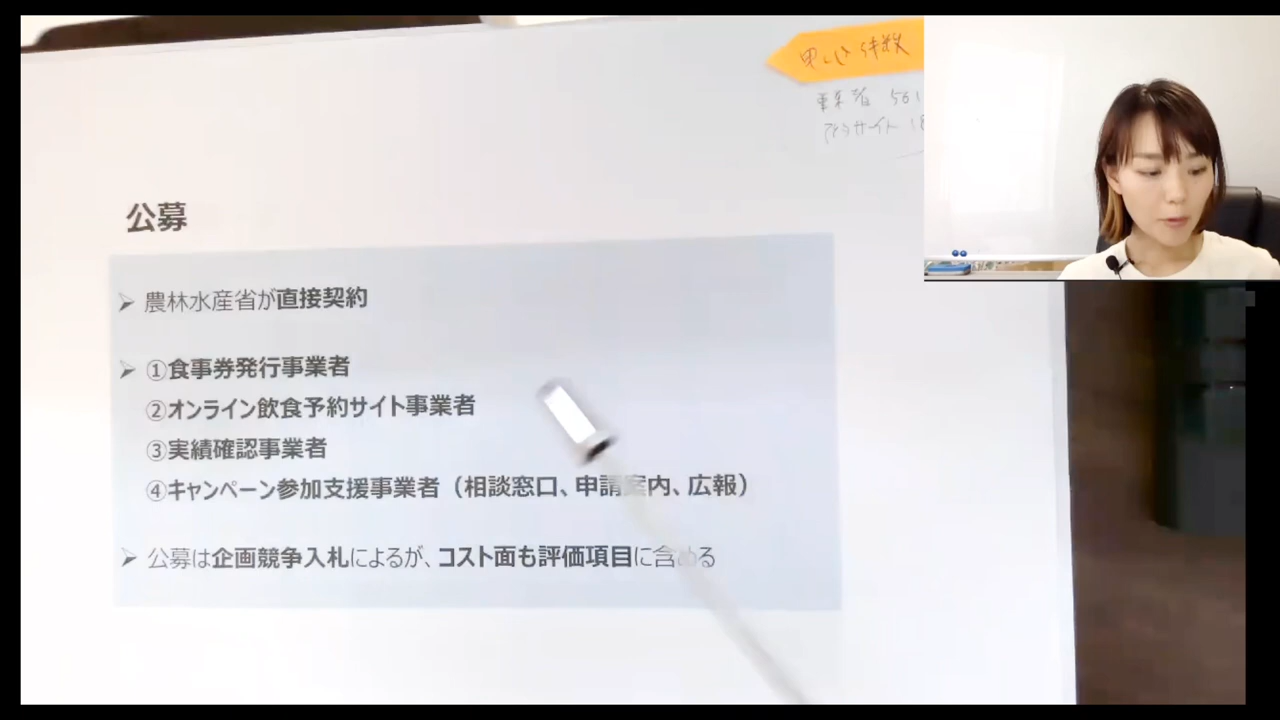 申し込み件数
公募
➤ 農林水産省が直接契約
➤ ①食事券発行事業者
②オンライン飲食予約サイト事業者
③実績確認事業者
④キャンペーン参加支援事業者（相談窓口、申請案内、広報）
➤ 公募は企画競争入札によるが、コスト面も評価項目に含める